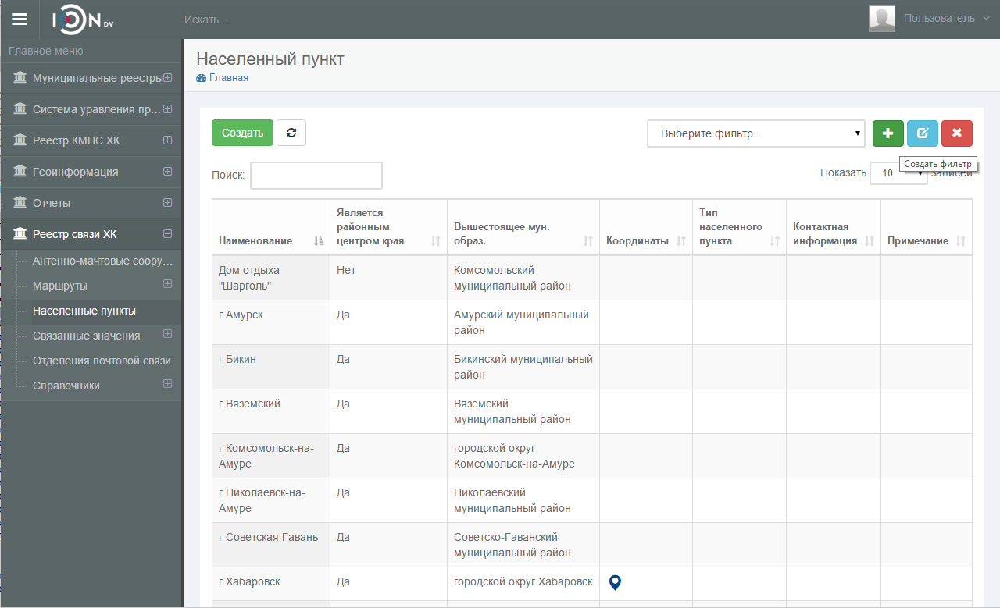 ION DV
Искать...
Пользователь
Главное меню
Муниципальные реестры
Система уравления пр...
Реестр КМНС ХК
Геоинформация
Отчеты
Реестр связи ХК
Антенно-мачтовые соору...
Маршруты
Населенные пункты
Связанные значения
Отделения почтовой связи
Справочники
Населенный пункт
Главная
Создать
Выберите фильтр...
Создать фильтр
Поиск:
Показать 10 записей
Наименование
Является
районным
центром края
Вышестоящее мун.
образ.
Координаты
Тип
населенного
пункта
Контактная
информация
Примечание
Дом отдыха
"Шарголь"
Нет
Комсомольский
муниципальный район
г Амурск
Да
Амурский муниципальный
район
г Бикин
Да
Бикинский муниципальный
район
г Вяземский
Да
Вяземский
муниципальный район
г Комсомольск-на-
Амуре
Да
городской округ
Комсомольск-на-Амуре
г Николаевск-на-
Амуре
Да
Николаевский
муниципальный район
г Советская Гавань
Да
Советско-Гаванский
муниципальный район
г Хабаровск
Да
городской округ Хабаровск